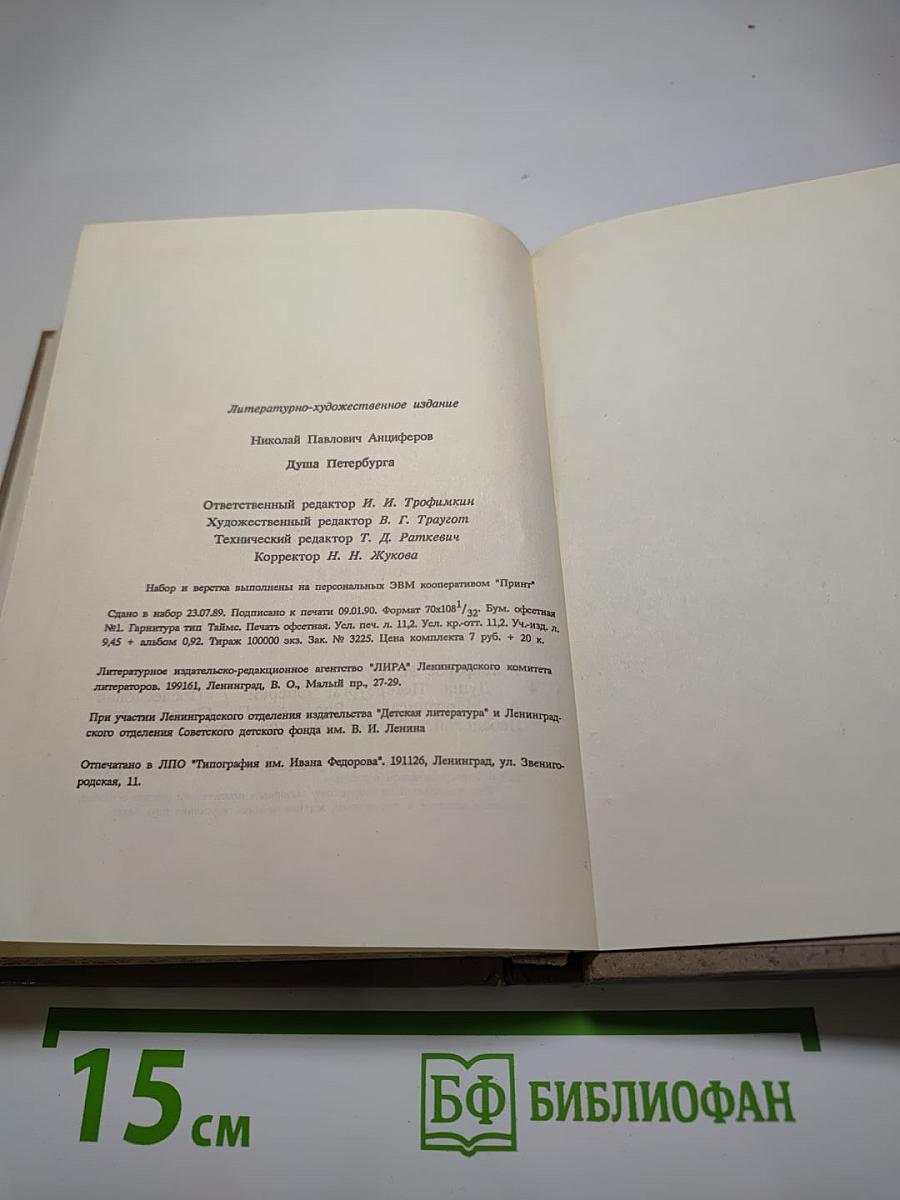 Литературно-художественное издание
Николай Павлович Анциферов
Душа Петербурга
Ответственный редактор И. И. Трофимкин
Художественный редактор В. Г. Траугот
Технический редактор Т. Д. Раткевич
Корректор Н. Н. Жукова
Набор и верстка выполнены на персональных ЭВМ кооперативом "Принт"
Сдано в набор 23.07.89. Подписано к печати 09.01.90. Формат 70х108 1/32. Бум. офсетная
№1. Гарнитура тип Таймс. Печать офсетная. Усл. печ. л. 11,2. Усл. кр.-отт. 11,2. Уч.-изд. л.
9,45 + альбом 0,92. Тираж 100000 экз. Зак. № 3225. Цена комплекта 7 руб. + 20 к.
Литературное издательско-редакционное агентство "ЛИРА" Ленинградского комитета
литераторов. 199161, Ленинград, В. О., Малый пр., 27-29.
При участии Ленинградского отделения издательства "Детская литература" и Ленинград-
ского отделения Советского детского фонда им. В. И. Ленина
Отпечатано в ЛПО "Типография им. Ивана Федорова". 191126, Ленинград, ул. Звениго-
родская, 11.
15 см
БФ БИБЛИОФАН